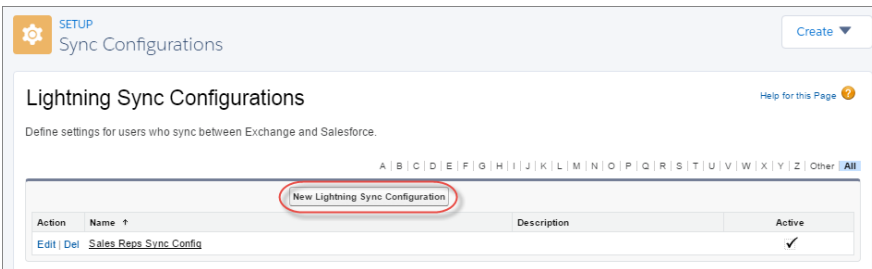 SETUP
Sync Configurations
Create
Lightning Sync Configurations
Help for this Page ?
Define settings for users who sync between Exchange and Salesforce.
A | B | C | D | E | F | G | H | I | J | K | L | M | N | O | P | Q | R | S | T | U | V | W | X | Y | Z | Other | All
New Lightning Sync Configuration
Action Name ↑ Description Active
Edit | Del Sales Reps Sync Config ✓